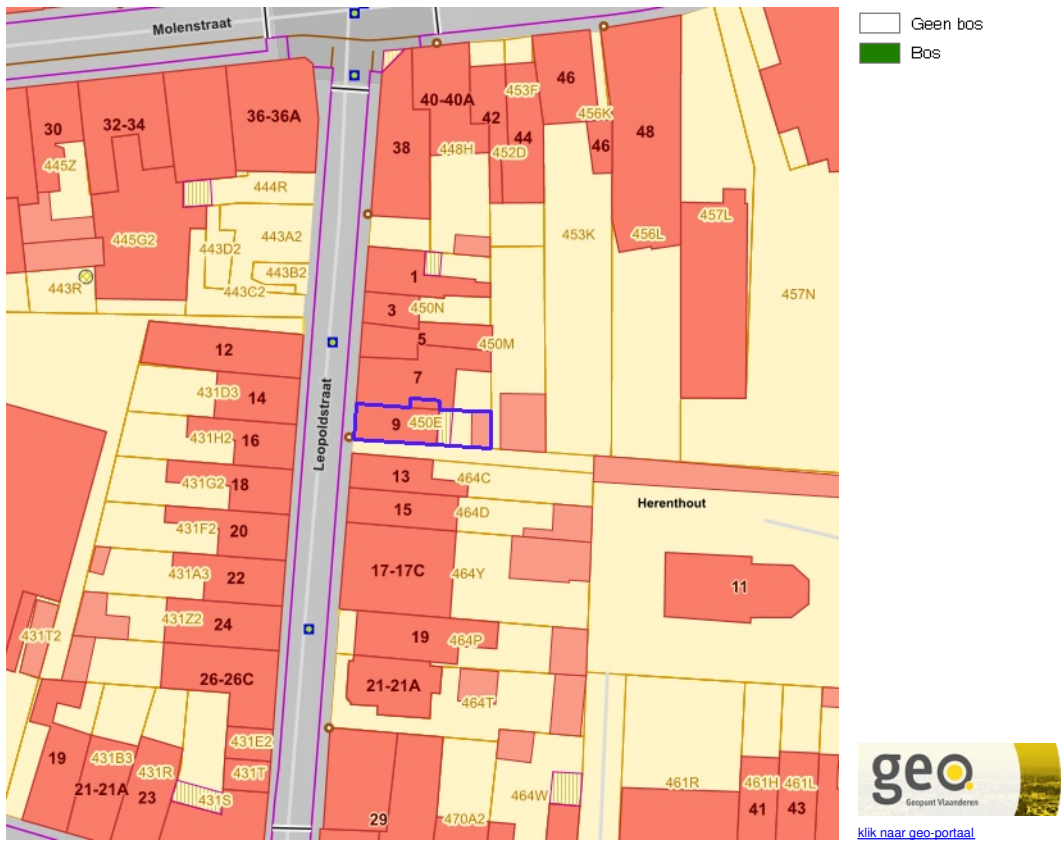 Molenstraat
Geen bos
Bos
30
32-34
36-36A
40-40A
42
44
46
46
48
38
453F
456K
448H
452D
445Z
444R
445G2
443D2
443A2
443B2
443C2
443R
453K
456L
457L
457N
1
3
450N
5
450M
7
9
450E
12
431D3
14
431H2
16
431G2
18
431F2
20
431A3
22
431Z2
24
26-26C
431T2
Leopoldstraat
13
464C
15
464D
17-17C
464Y
19
464P
21-21A
464T
Herenthout
11
19
431B3
21-21A
431R
23
431S
431E2
431T
29
470A2
464W
461R
461H
461L
41
43
geo
Geopunt Vlaanderen
klik naar geo-portaal